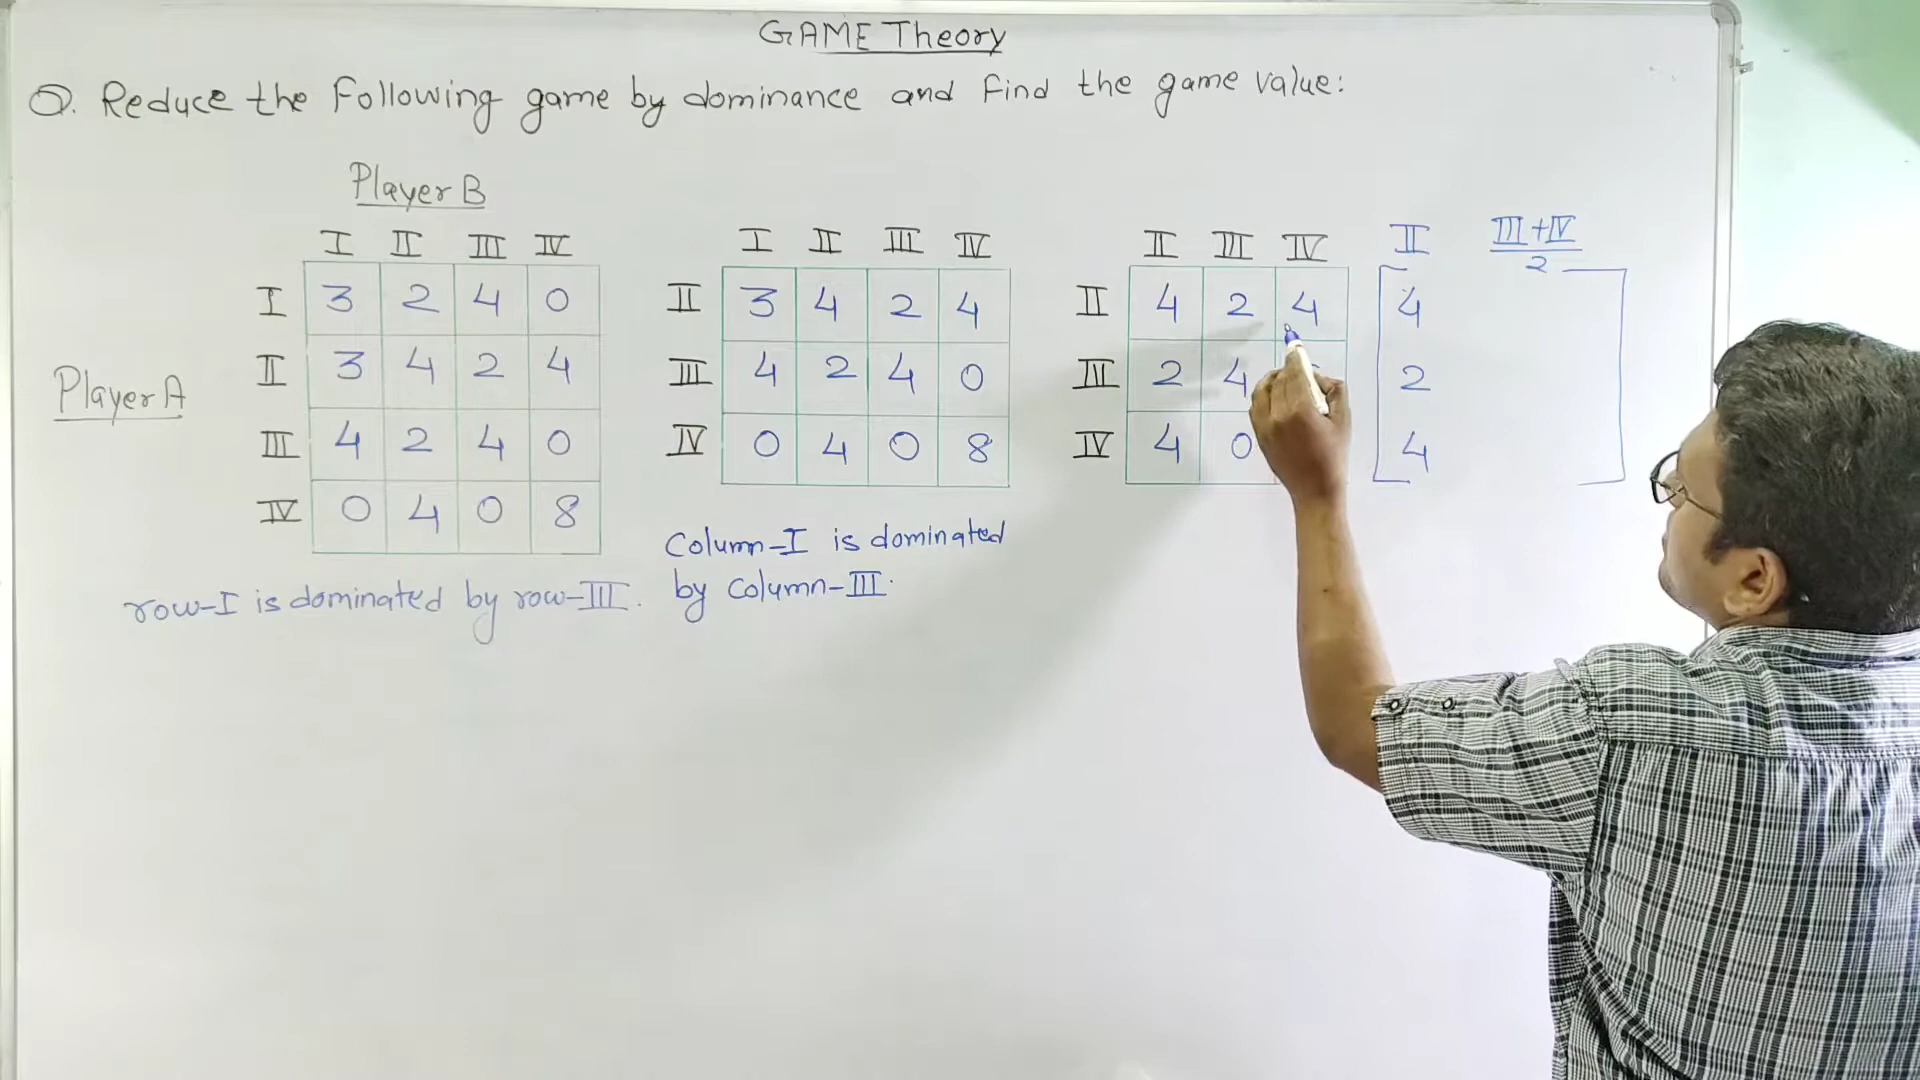 GAME Theory
Q. Reduce the Following game by dominance and Find the game value:
Player B
I II III IV
I 3 2 4 0
II 3 4 2 4
III 4 2 4 0
IV 0 4 0 8
Player A
row-I is dominated by row-III.
I II III IV
II 3 4 2 4
III 4 2 4 0
IV 0 4 0 8
Column-I is dominated
by Column-III.
II III IV
II 4 2 4
III 2 4
IV 4 0
II III+IV
2
4
2
4